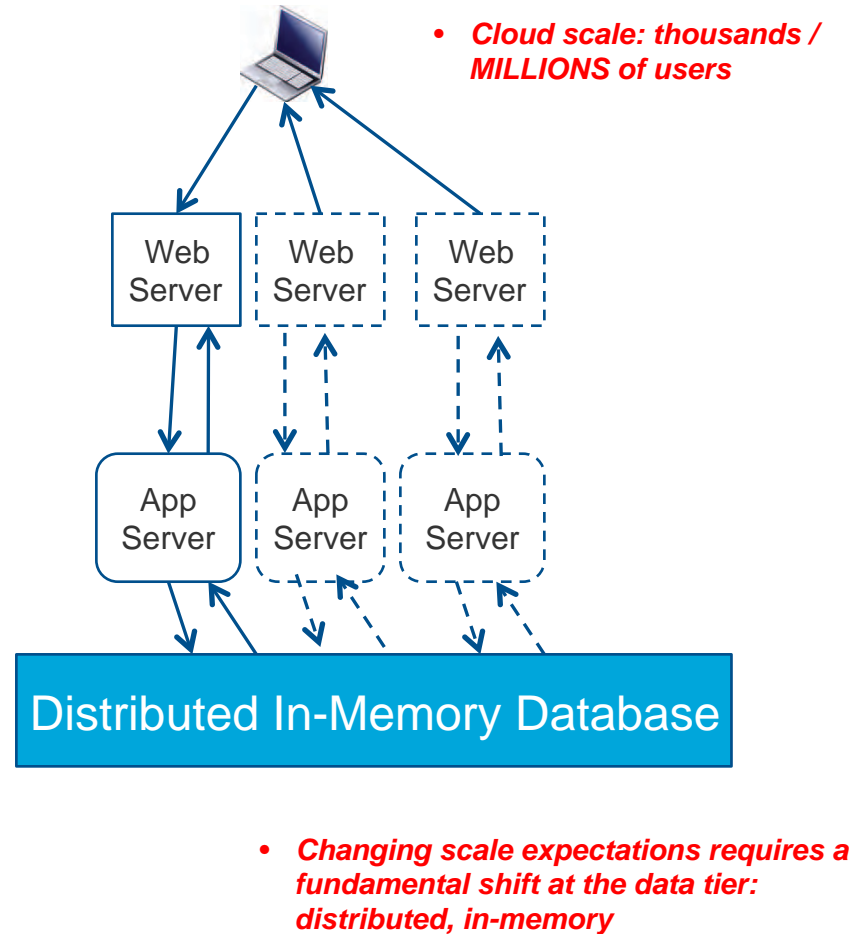 • Cloud scale: thousands /
MILLIONS of users
Web
Server
Web
Server
Web
Server
App
Server
App
Server
App
Server
Distributed In-Memory Database
• Changing scale expectations requires a
fundamental shift at the data tier:
distributed, in-memory